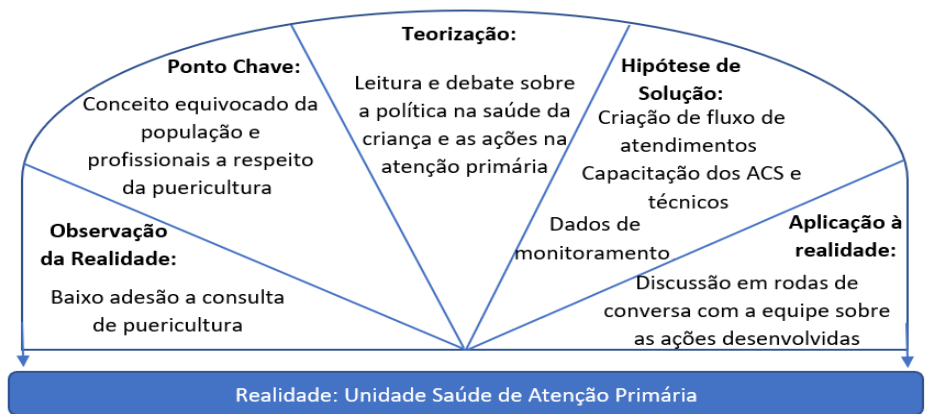 Observação
da Realidade:
Baixo adesão a consulta
de puericultura
Ponto Chave:
Conceito equivocado da
população e
profissionais a respeito
da puericultura
Teorização:
Leitura e debate sobre
a política na saúde da
criança e as ações na
atenção primária
Hipótese de
Solução:
Criação de fluxo de
atendimentos
Capacitação dos ACS e
técnicos
Dados de
monitoramento
Aplicação à
realidade:
Discussão em rodas de
conversa com a equipe sobre
as ações desenvolvidas
Realidade: Unidade Saúde de Atenção Primária